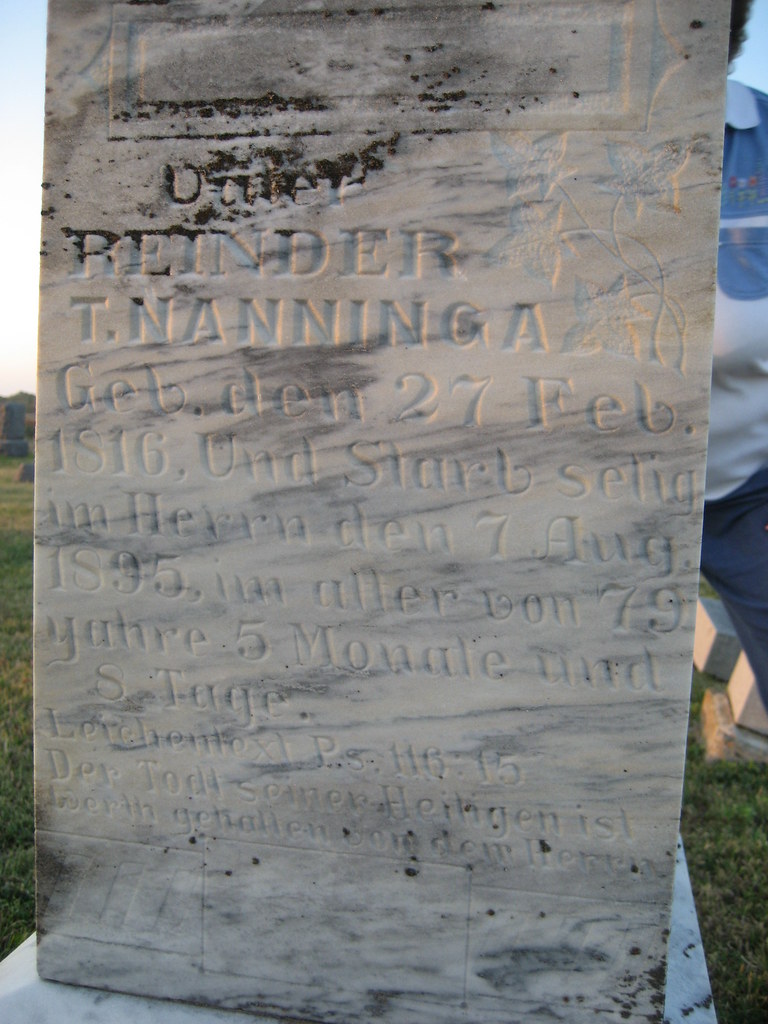 Vater
REINDER
T. NANNINGA
Geb. den 27 Feb.
1816, Und Starb selig
im Herrn den 7 Aug.
1895, im alter von 79
yahre 5 Monate und
8 Tage.
Leichentext Ps. 116:15
Der Todt seiner Heiligen ist
werth gehalten von dem Herrn